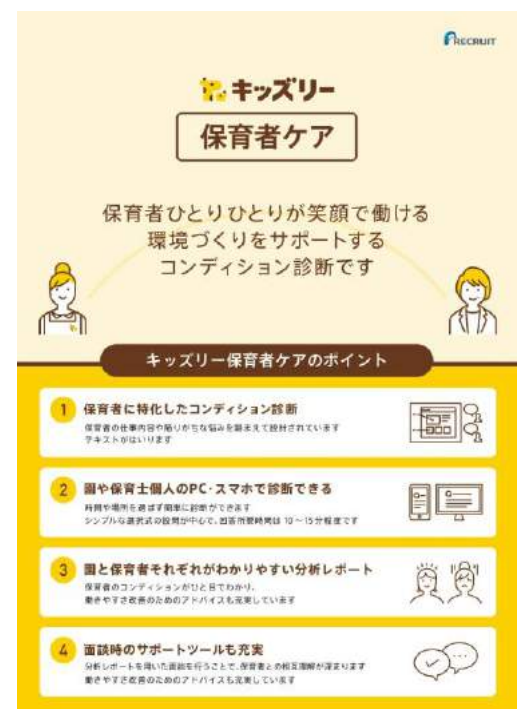 RECRUIT
キッズリー
保育者ケア
保育者ひとりひとりが笑顔で働ける
環境づくりをサポートする
コンディション診断です
キッズリー保育者ケアのポイント
1 保育者に特化したコンディション診断
保育者の仕事内容や陥りがちな悩みを踏まえて設計されています
テキストがはいります
2 園や保育士個人のPC・スマホで診断できる
時間や場所を選ばず簡単に診断ができます
シンプルな選択式の設問が中心で、回答所要時間は10〜15分程度です
3 園と保育者それぞれがわかりやすい分析レポート
保育者のコンディションがひと目でわかり、
働きやすさ改善のためのアドバイスも充実しています
4 面談時のサポートツールも充実
分析レポートを用いた面談を行うことで、保育者との相互理解が深まります
働きやすさ改善のためのアドバイスも充実しています